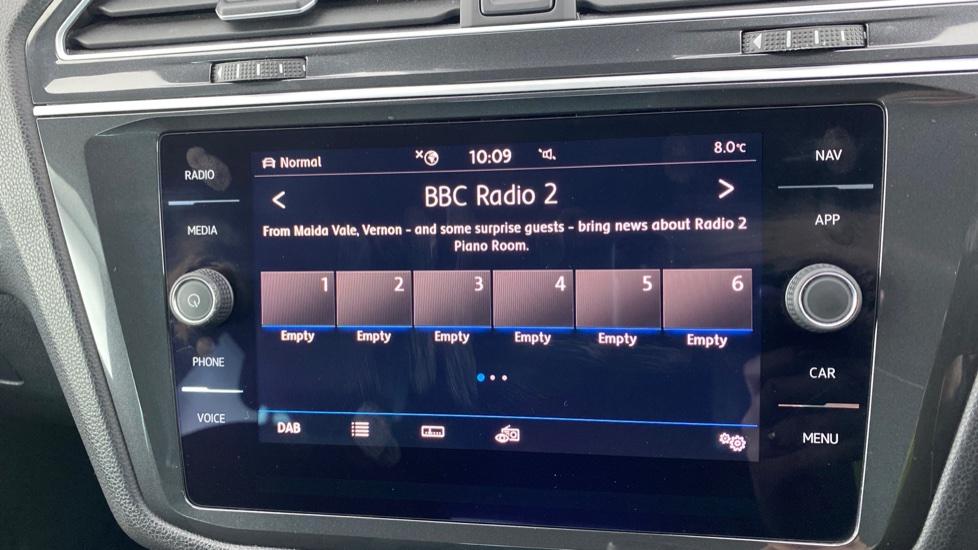 RADIO
MEDIA
PHONE
VOICE
Normal 10:09 8.0°C
< BBC Radio 2 >
From Maida Vale, Vernon - and some surprise guests - bring news about Radio 2
Piano Room.
1 2 3 4 5 6
Empty Empty Empty Empty Empty Empty
DAB
NAV
APP
CAR
MENU